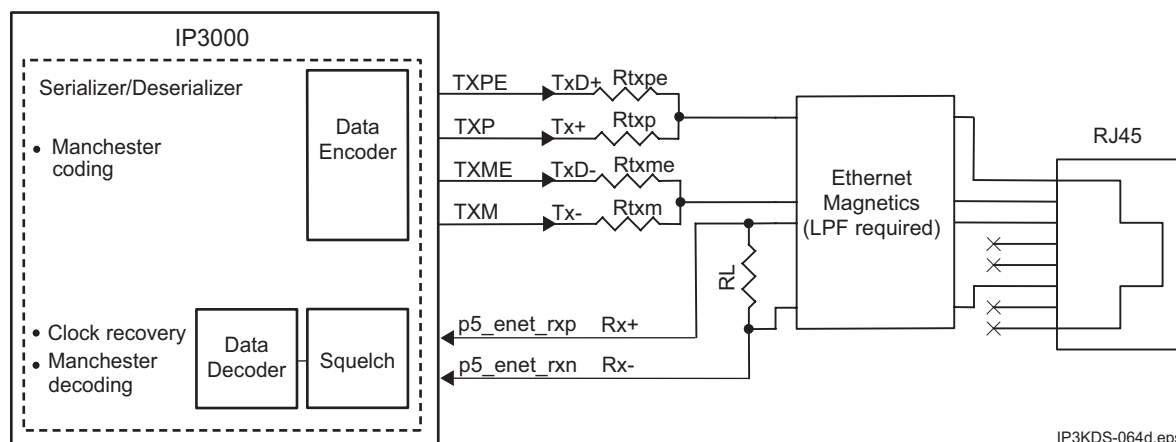 IP3000
Serializer/Deserializer
• Manchester
coding
Data
Encoder
TXPE
TxD+
Rtxpe
TXP
Tx+
Rtxp
TXME
TxD-
Rtxme
TXM
Tx-
Rtxm
RL
Ethernet
Magnetics
(LPF required)
RJ45
• Clock recovery
• Manchester
decoding
Data
Decoder
Squelch
p5_enet_rxp
Rx+
p5_enet_rxn
Rx-
IP3KDS-064d.eps